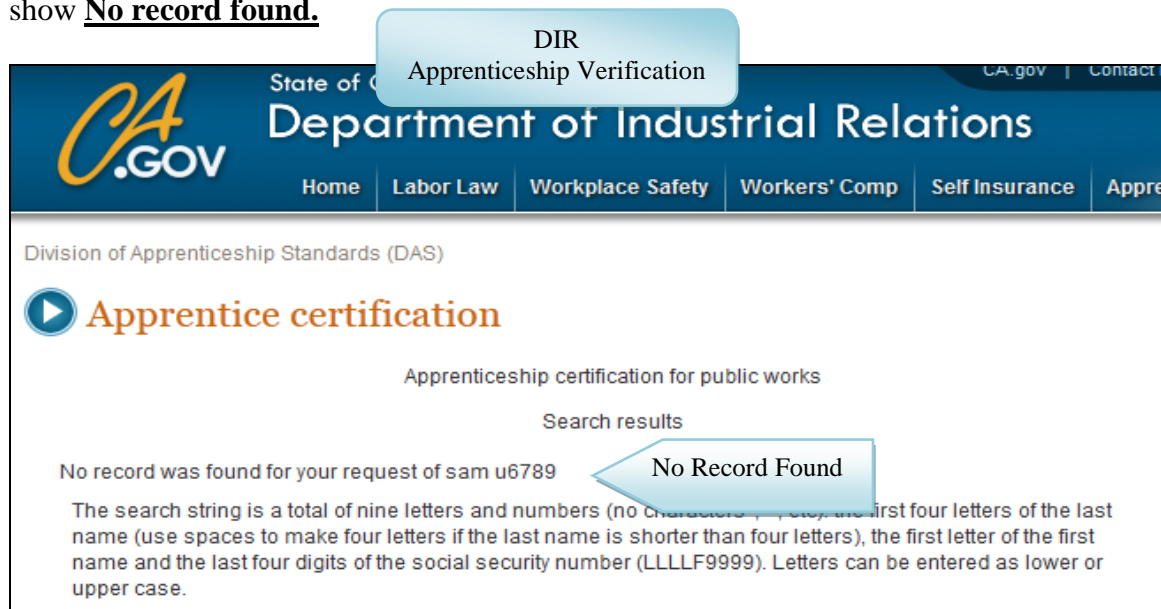 show No record found.
DIR
Apprenticeship Verification
CA.gov | Contact
CA
.GOV
State of
Department of Industrial Relations
Home Labor Law Workplace Safety Workers' Comp Self Insurance Appre
Division of Apprenticeship Standards (DAS)
Apprentice certification
Apprenticeship certification for public works
Search results
No record was found for your request of sam u6789
No Record Found
The search string is a total of nine letters and numbers (no first four letters of the last
name (use spaces to make four letters if the last name is shorter than four letters), the first letter of the first
name and the last four digits of the social security number (LLLLF9999). Letters can be entered as lower or
upper case.